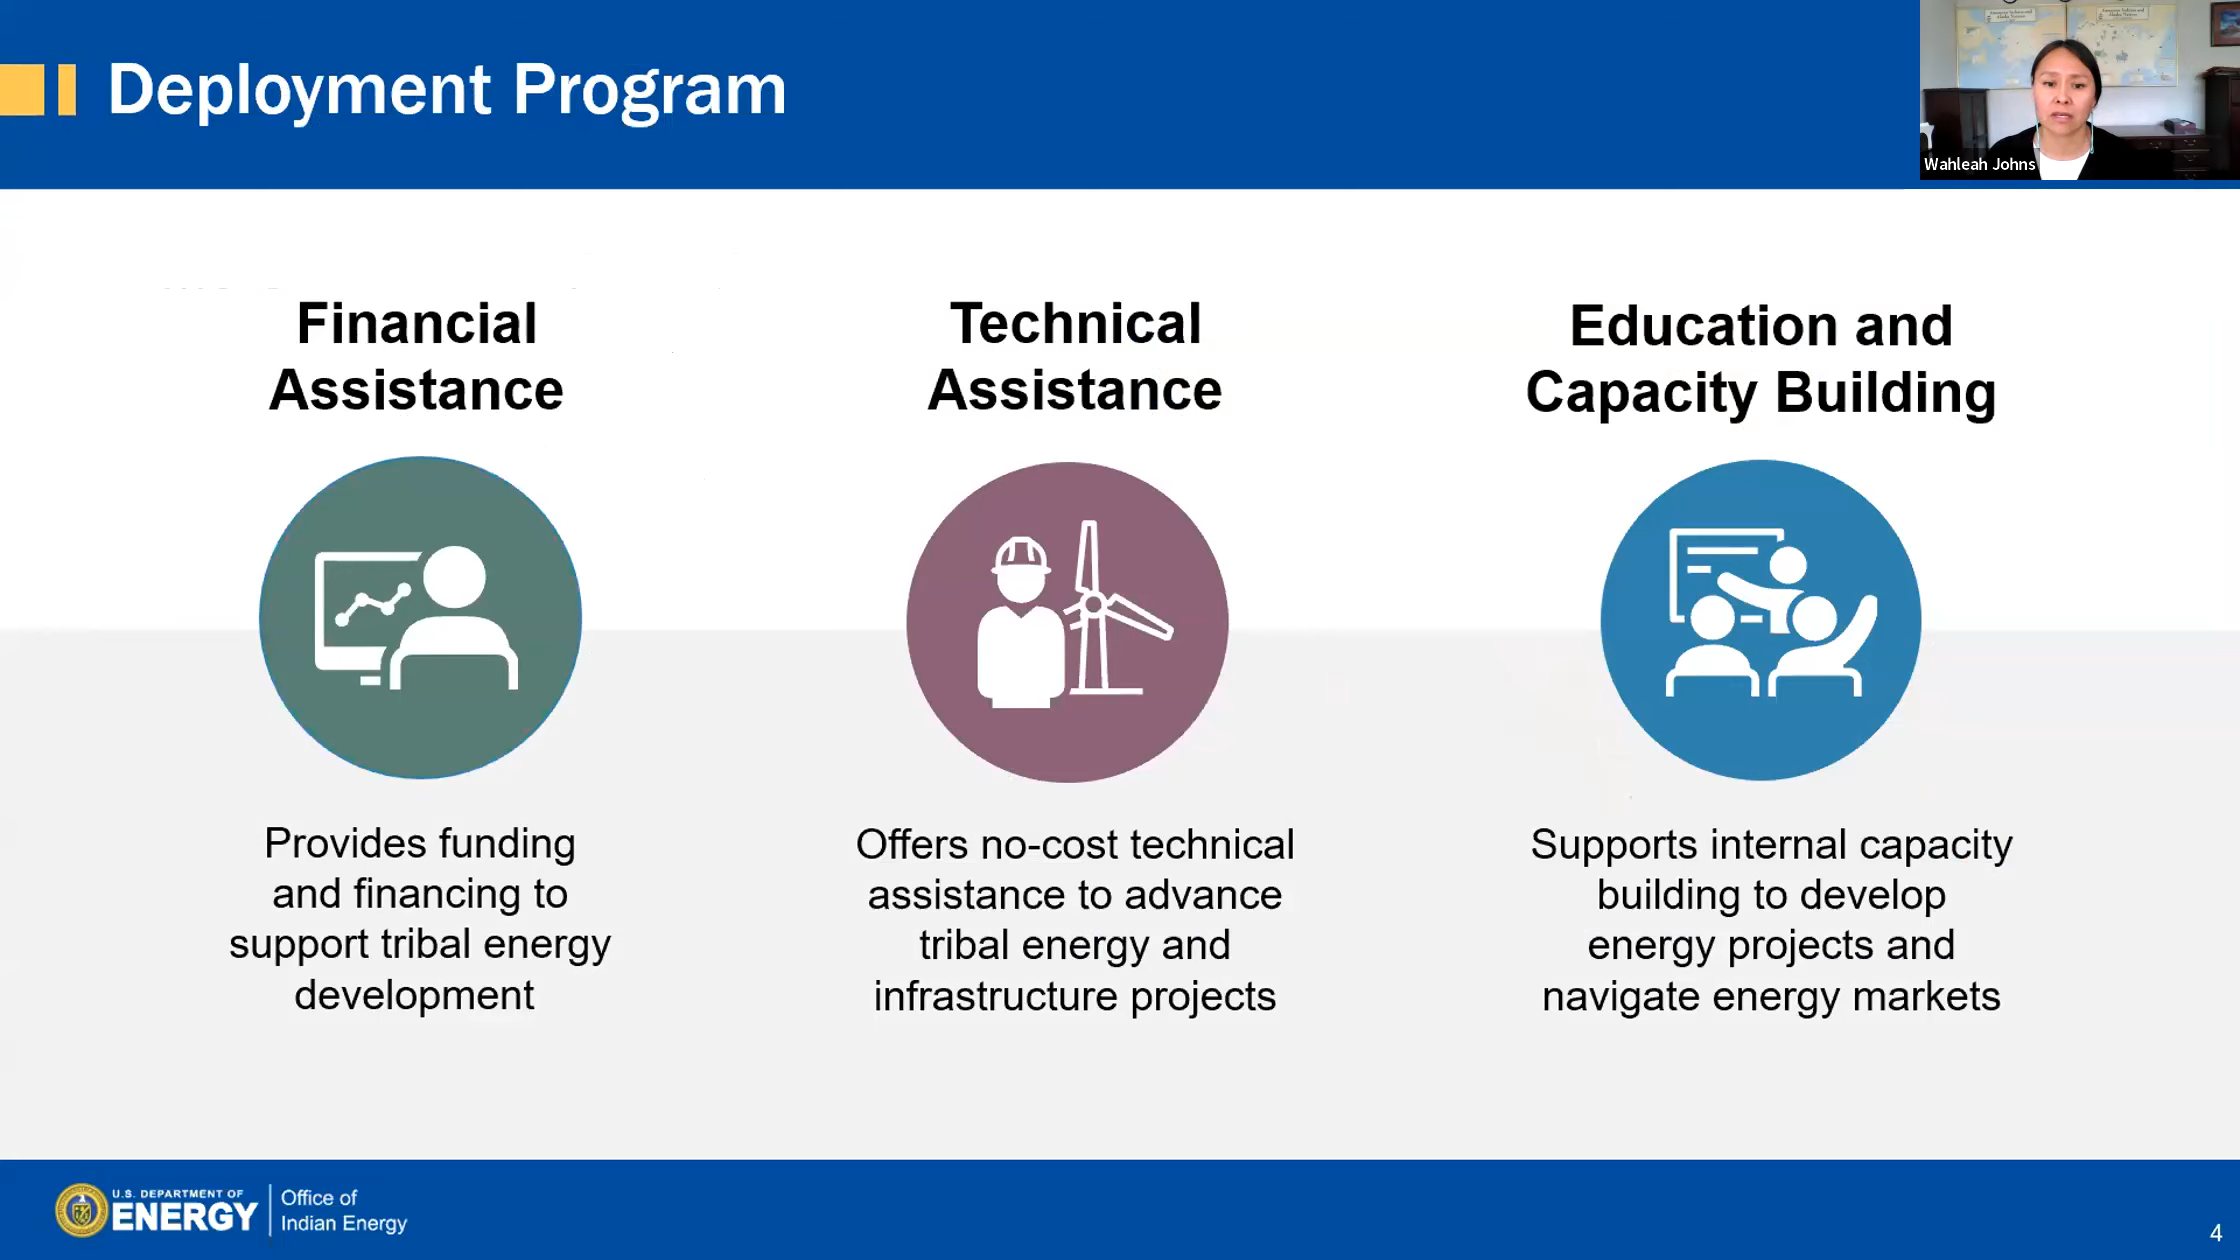 Deployment Program
Wahleah Johns
Financial
Assistance
Technical
Assistance
Education and
Capacity Building
Provides funding
and financing to
support tribal energy
development
Offers no-cost technical
assistance to advance
tribal energy and
infrastructure projects
Supports internal capacity
building to develop
energy projects and
navigate energy markets
U.S. DEPARTMENT OF
ENERGY
Office of
Indian Energy
4